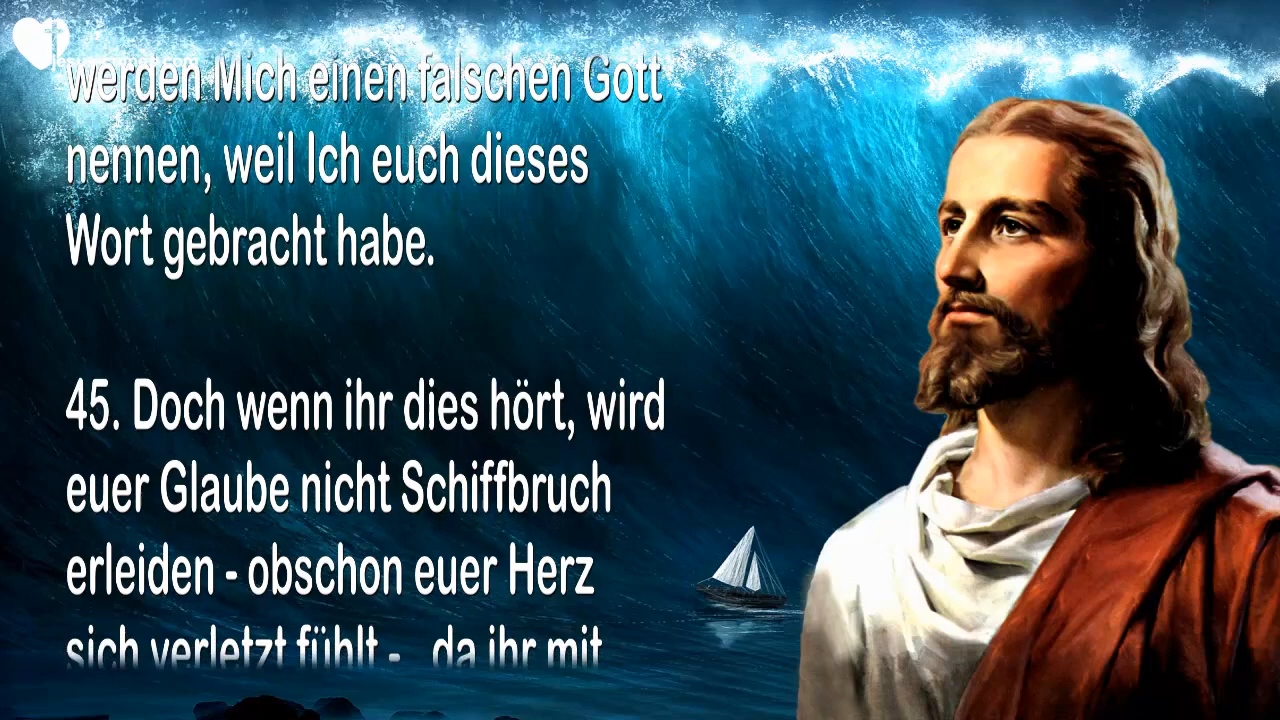 werden Mich einen falschen Gott
nennen, weil Ich euch dieses
Wort gebracht habe.
45. Doch wenn ihr dies hört, wird
euer Glaube nicht Schiffbruch
erleiden - obschon euer Herz
sich verletzt fühlt - da ihr mit